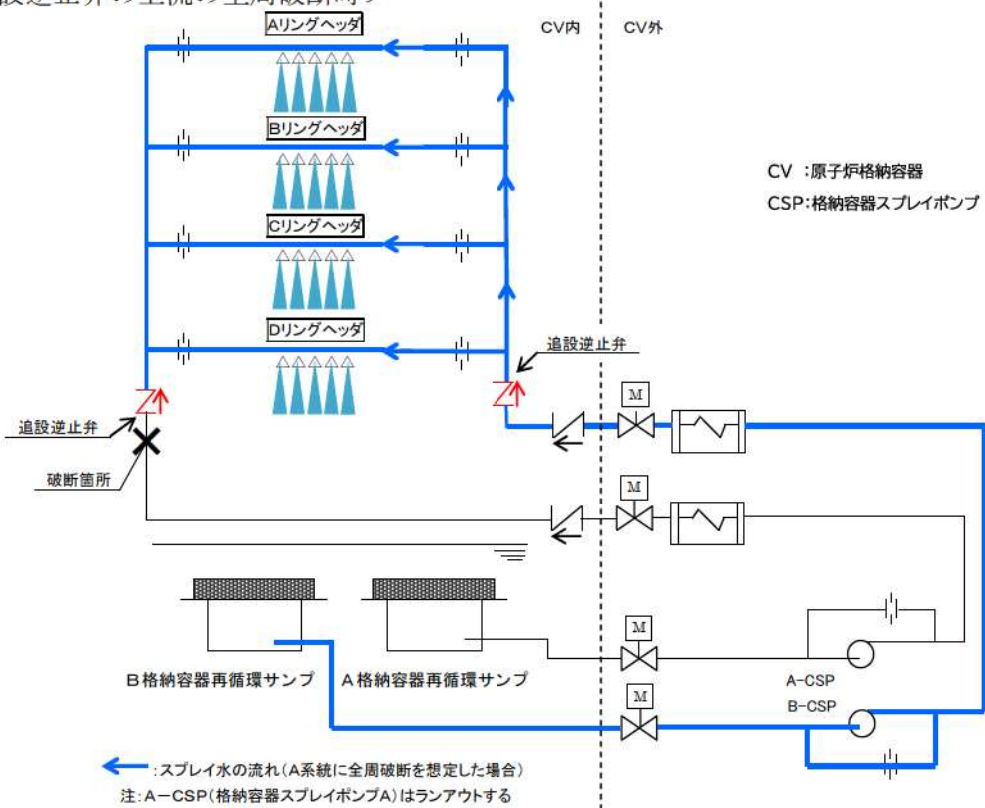 Aリングヘッダ
CV内
CV外
Bリングヘッダ
CV :原子炉格納容器
CSP:格納容器スプレイポンプ
Cリングヘッダ
Dリングヘッダ
追設逆止弁
M
追設逆止弁
破断箇所
M
M
B格納容器再循環サンプ
A格納容器再循環サンプ
A-CSP
B-CSP
M
:スプレイ水の流れ(A系統に全周破断を想定した場合)
注:A-CSP(格納容器スプレイポンプA)はランアウトする